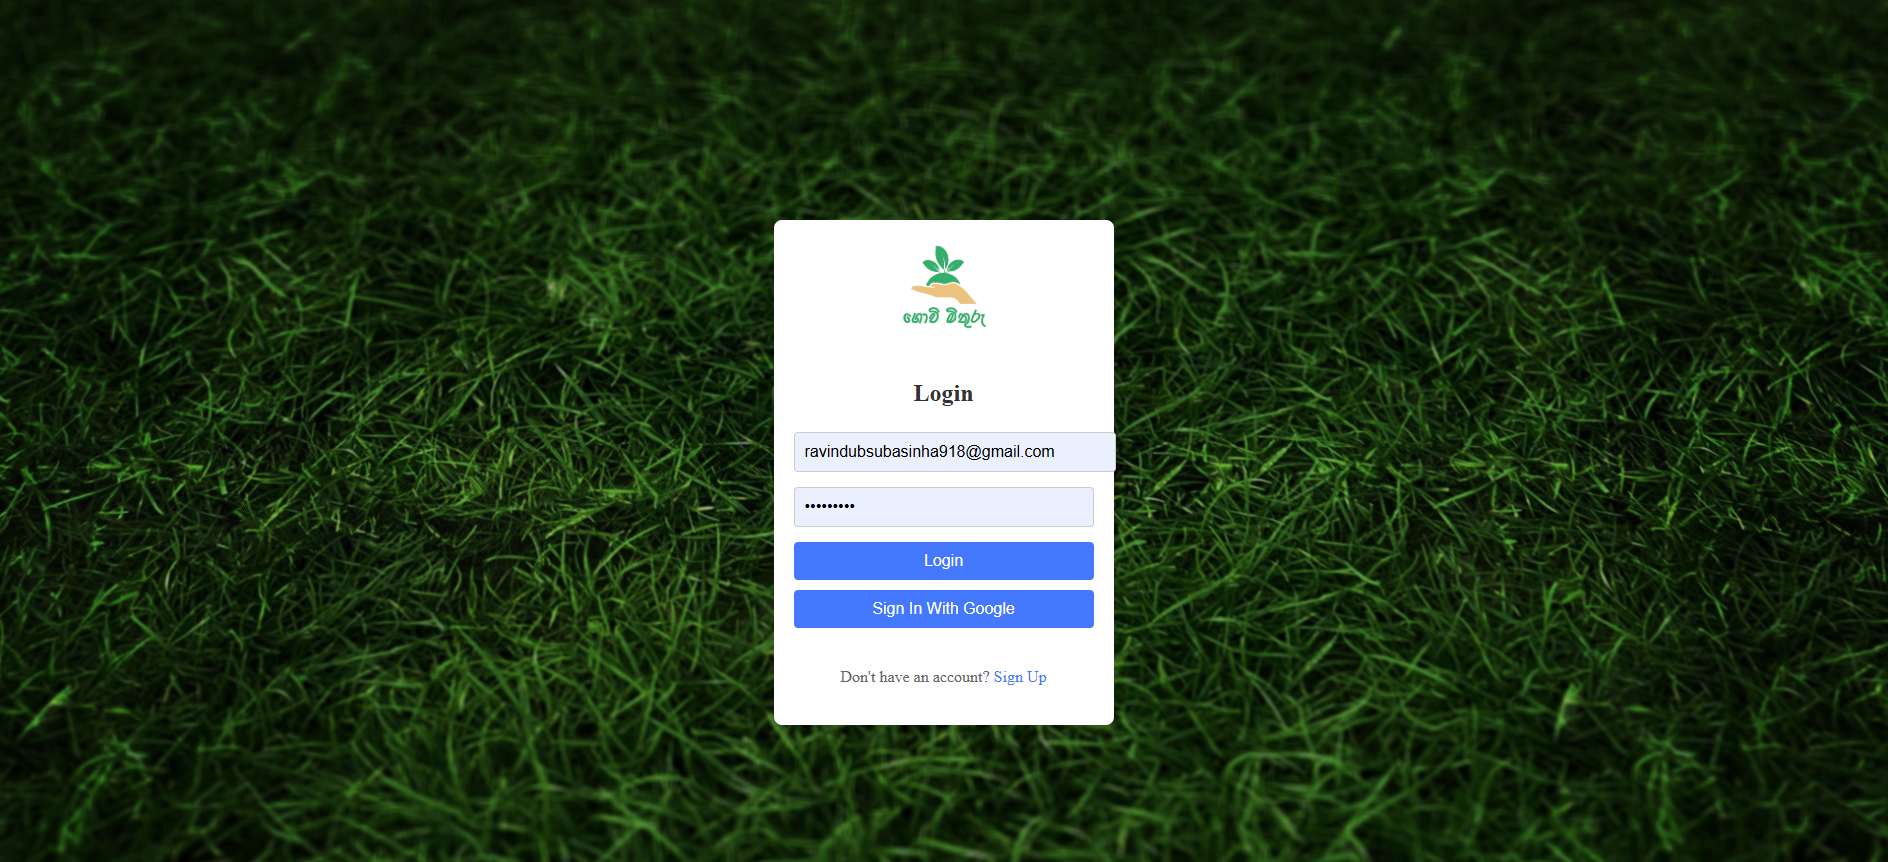 ගොවි මිතුරු
Login
ravindubsubasinha918@gmail.com
•••••••••
Login
Sign In With Google
Don't have an account? Sign Up